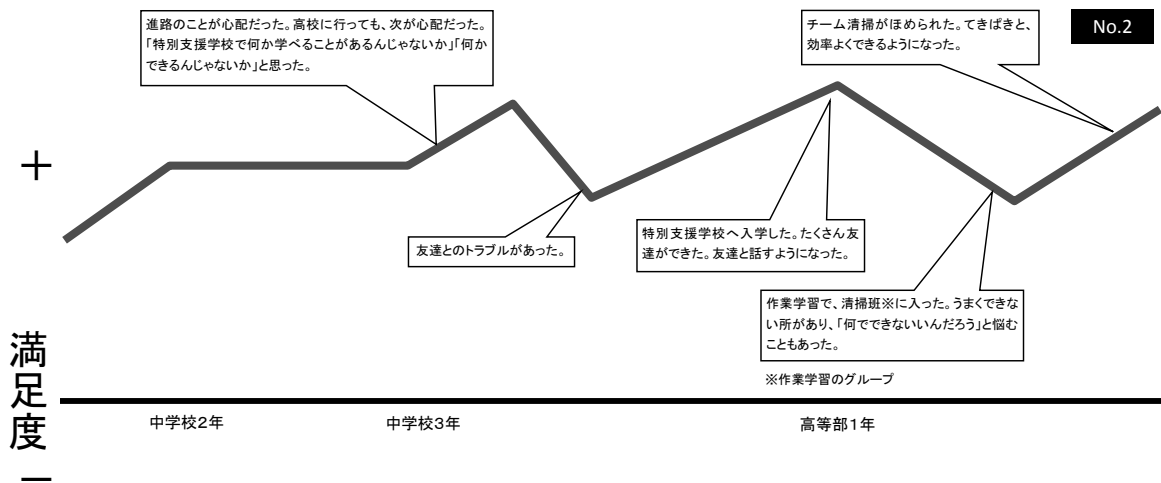 進路のことが心配だった。高校に行っても、次が心配だった。
「特別支援学校で何か学べることがあるんじゃないか」「何か
できるんじゃないか」と思った。
チーム清掃がほめられた。てきぱきと、
効率よくできるようになった。
No.2
＋
友達とのトラブルがあった。
特別支援学校へ入学した。たくさん友
達ができた。友達と話すようになった。
作業学習で、清掃班※に入った。うまくできな
い所があり、「何でできないいんだろう」と悩む
こともあった。
※作業学習のグループ
満足度
中学校２年
中学校３年
高等部１年